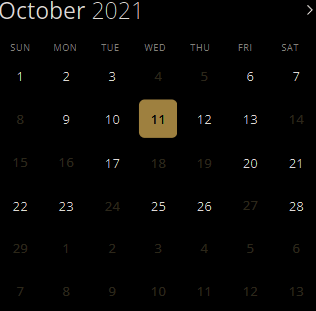 October 2021 >
SUN MON TUE WED THU FRI SAT
1 2 3 4 5 6 7
8 9 10 11 12 13 14
15 16 17 18 19 20 21
22 23 24 25 26 27 28
29 1 2 3 4 5 6
7 8 9 10 11 12 13